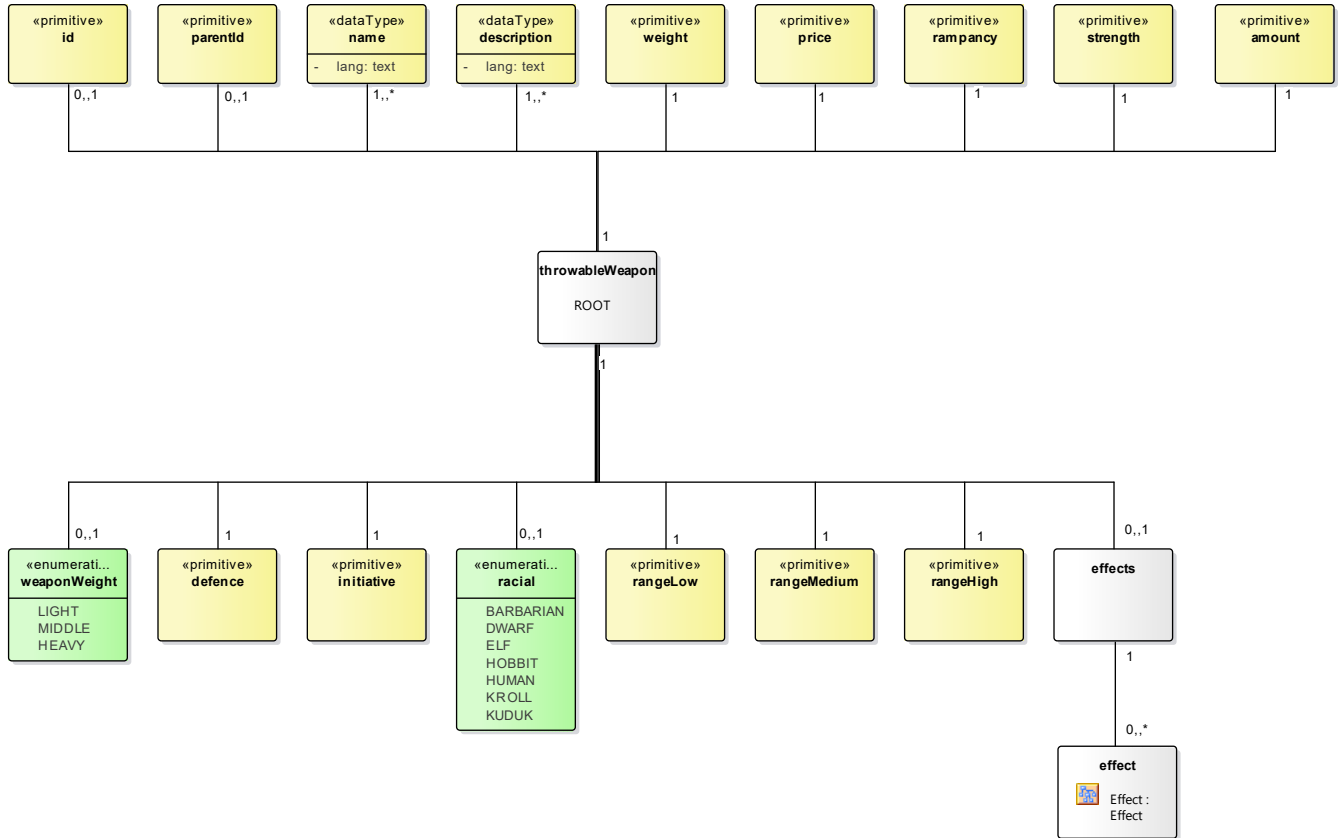 «primitive»
id
«primitive»
parentId
«dataType»
name
- lang: text
«dataType»
description
- lang: text
«primitive»
weight
«primitive»
price
«primitive»
rampancy
«primitive»
strength
«primitive»
amount
0,,1
0,,1
1,,*
1,,*
1
1
1
1
1
1
throwableWeapon
ROOT
1
0,,1
1
1
0,,1
1
1
1
0,,1
«enumerati...
weaponWeight
LIGHT
MIDDLE
HEAVY
«primitive»
defence
«primitive»
initiative
«enumerati...
racial
BARBARIAN
DWARF
ELF
HOBBIT
HUMAN
KROLL
KUDUK
«primitive»
rangeLow
«primitive»
rangeMedium
«primitive»
rangeHigh
effects
1
0,,*
effect
Effect :
Effect